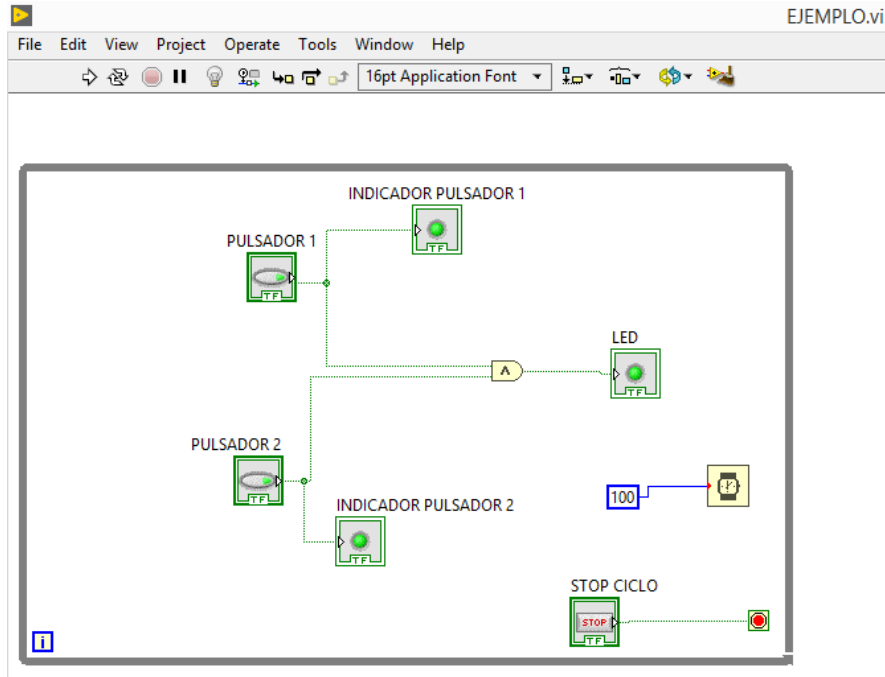 EJEMPLO.vi
File Edit View Project Operate Tools Window Help
16pt Application Font
INDICADOR PULSADOR 1
PULSADOR 1
TF
TF
LED
TF
PULSADOR 2
TF
100
INDICADOR PULSADOR 2
TF
STOP CICLO
STOP
TF
i